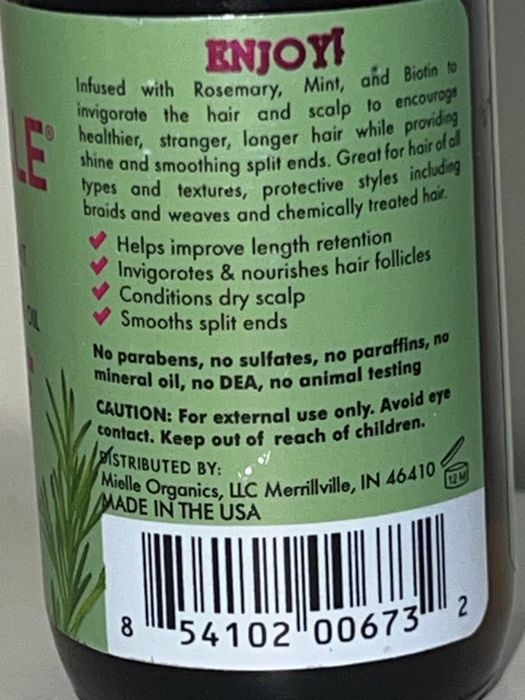 LE®
OIL
ENJOY!
Infused with Rosemary, Mint, and Biotin to
invigorate the hair and scalp to encourage
healthier, stranger, longer hair while providing
shine and smoothing split ends. Great for hair of all
types and textures, protective styles including
braids and weaves and chemically treated hair.
Helps improve length retention
Invigorotes & nourishes hair follicles
Conditions dry scalp
Smooths split ends
No parabens, no sulfates, no paraffins, no
mineral oil, no DEA, no animal testing
CAUTION: For external use only. Avoid eye
contact. Keep out of reach of children.
DISTRIBUTED BY:
Mielle Organics, LLC Merrillville, IN 46410
12 M
MADE IN THE USA
8 54102 00673 2